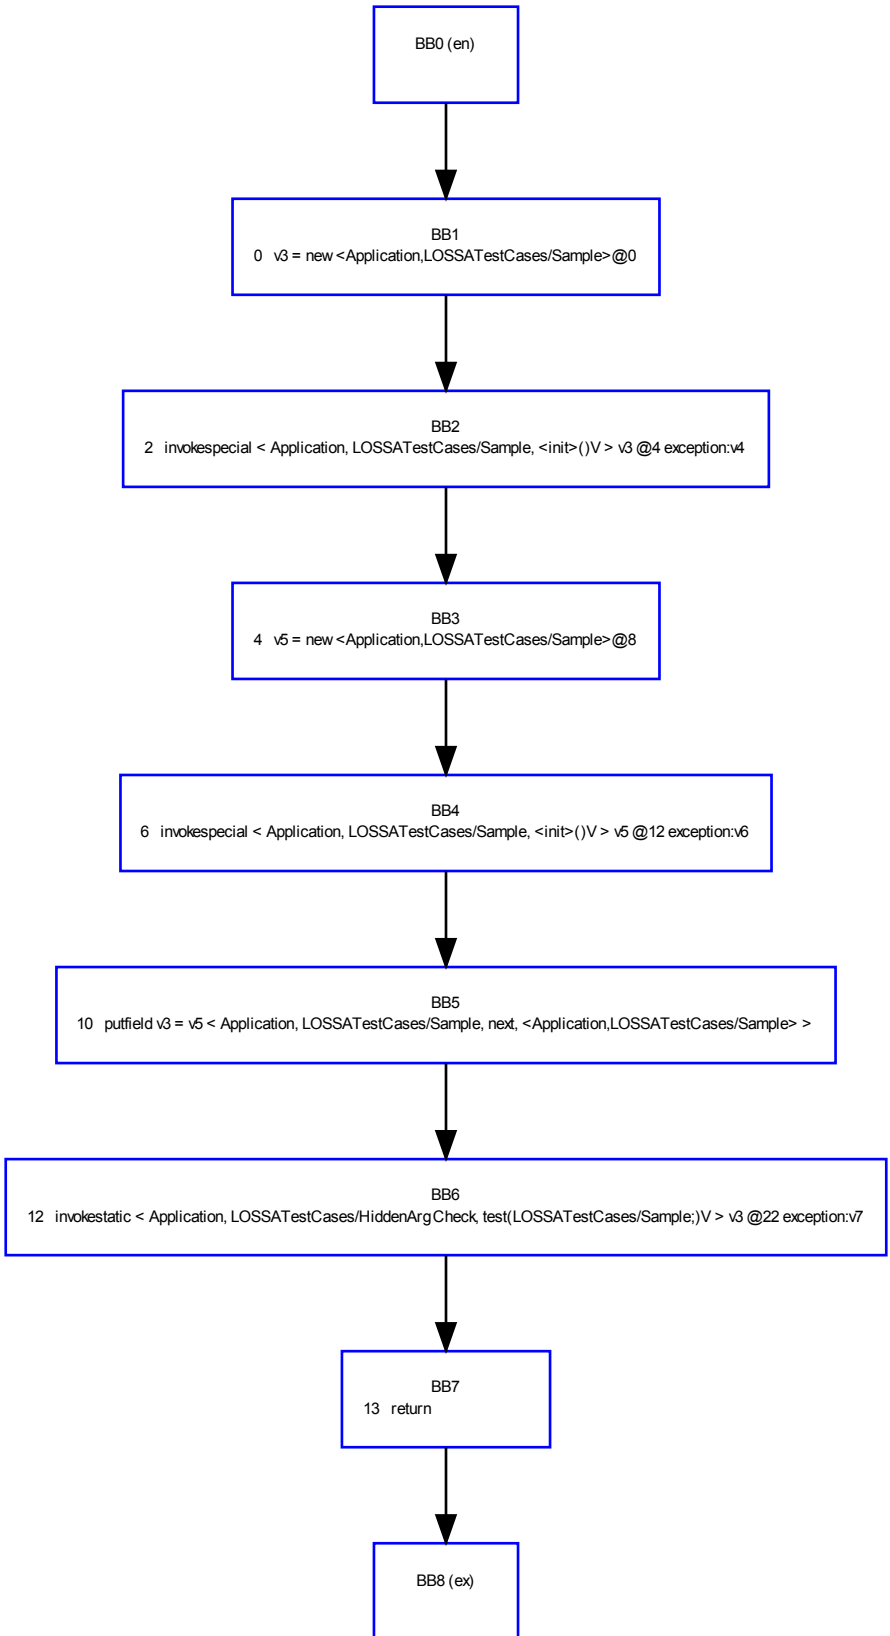 BB0 (en)
BB1
0 v3 = new <Application,LOSSATestCases/Sample>@0
BB2
2 invokespecial < Application, LOSSATestCases/Sample, <init>()V > v3 @4 exception:v4
BB3
4 v5 = new <Application,LOSSATestCases/Sample>@8
BB4
6 invokespecial < Application, LOSSATestCases/Sample, <init>()V > v5 @12 exception:v6
BB5
10 putfield v3 = v5 < Application, LOSSATestCases/Sample, next, <Application,LOSSATestCases/Sample> >
BB6
12 invokestatic < Application, LOSSATestCases/HiddenArgCheck, test(LOSSATestCases/Sample;)V > v3 @22 exception:v7
BB7
13 return
BB8 (ex)